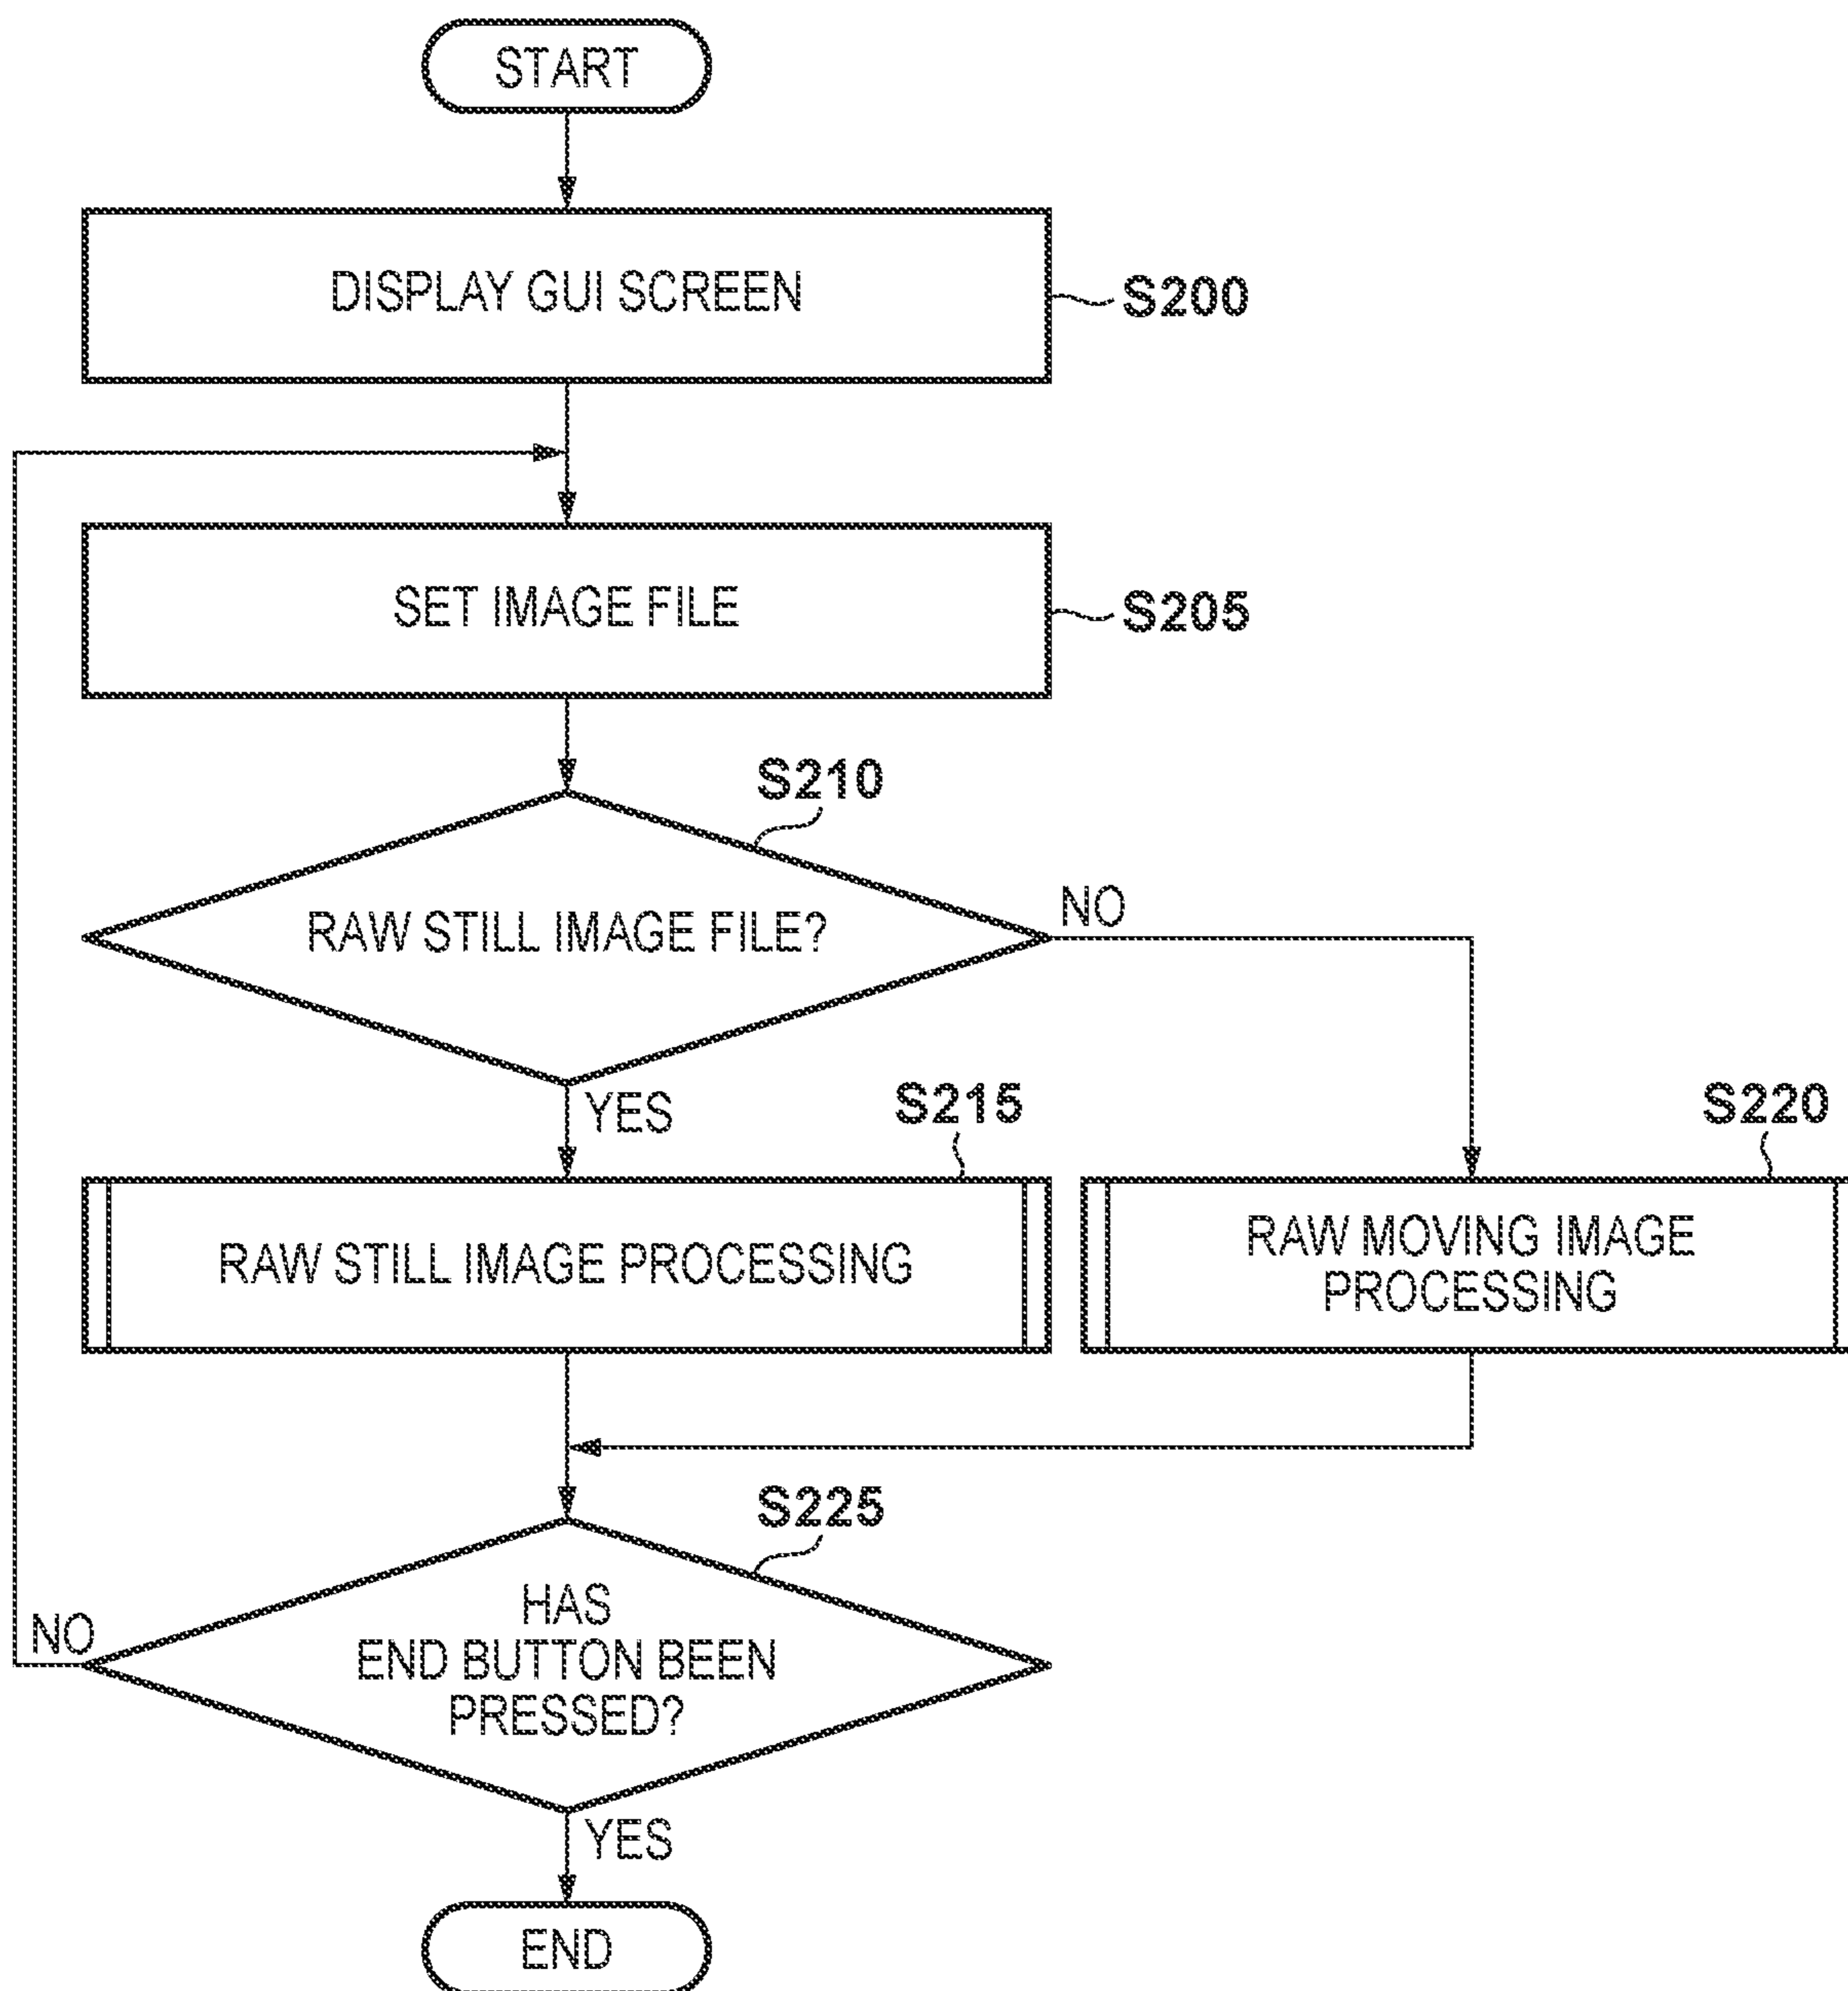 START
DISPLAY GUI SCREEN
S200
SET IMAGE FILE
S205
S210
RAW STILL IMAGE FILE?
NO
YES
S215
S220
RAW STILL IMAGE PROCESSING
RAW MOVING IMAGE
PROCESSING
S225
HAS
END BUTTON BEEN
PRESSED?
NO
YES
END